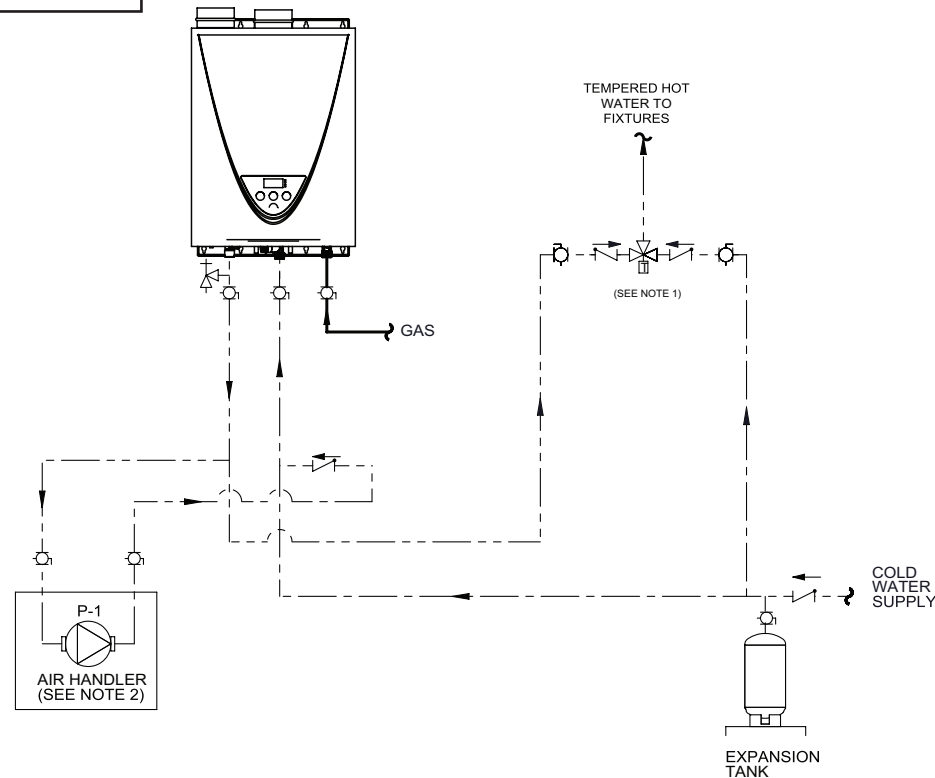 TEMPERED HOT
WATER TO
FIXTURES
(SEE NOTE 1)
GAS
COLD
WATER
SUPPLY
P-1
AIR HANDLER
(SEE NOTE 2)
EXPANSION
TANK